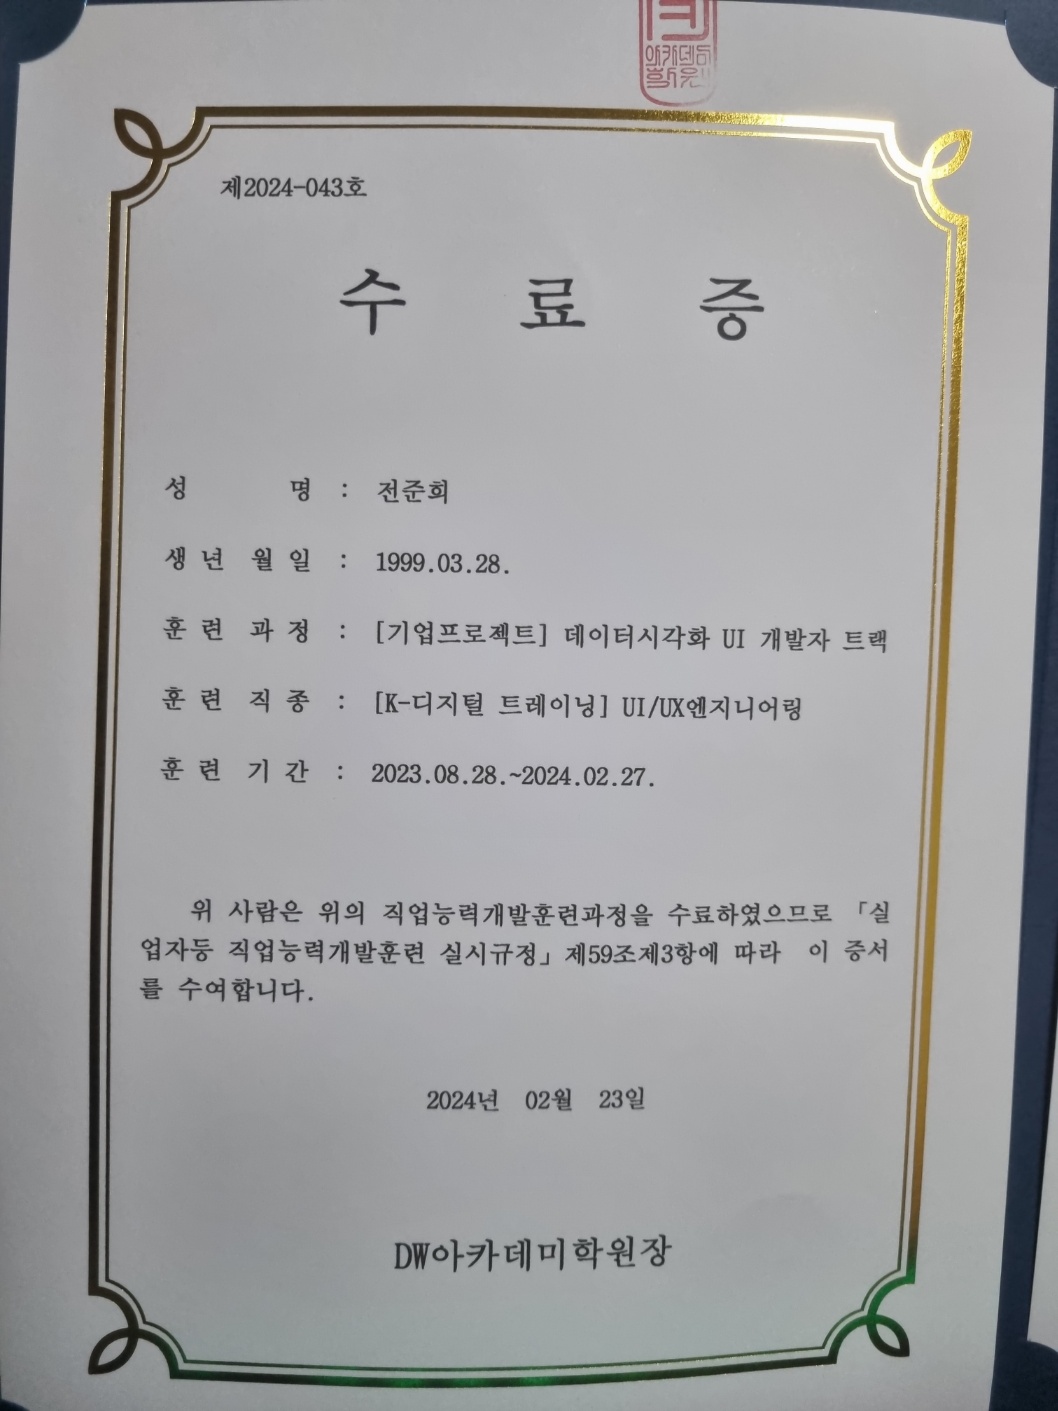 아카데미
학원
제2024-043호
수 료 증
성 명 : 전준희
생 년 월 일 : 1999.03.28.
훈 련 과 정 : [기업프로젝트] 데이터시각화 UI 개발자 트랙
훈 련 직 종 : [K-디지털 트레이닝] UI/UX엔지니어링
훈 련 기 간 : 2023.08.28.~2024.02.27.
위 사람은 위의 직업능력개발훈련과정을 수료하였으므로 「실
업자등 직업능력개발훈련 실시규정」제59조제3항에 따라 이 증서
를 수여합니다.
2024년 02월 23일
DW아카데미학원장